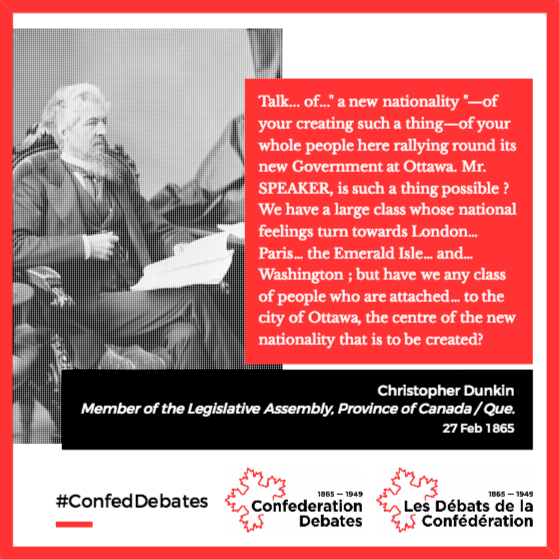 Talk... of..." a new nationality "—of
your creating such a thing—of your
whole people here rallying round its
new Government at Ottawa. Mr.
SPEAKER, is such a thing possible ?
We have a large class whose national
feelings turn towards London...
Paris... the Emerald Isle... and...
Washington ; but have we any class
of people who are attached... to the
city of Ottawa, the centre of the new
nationality that is to be created?
Christopher Dunkin
Member of the Legislative Assembly, Province of Canada / Que.
27 Feb 1865
#ConfedDebates
1865 — 1949
Confederation
Debates
1865 — 1949
Les Débats de la
Confédération